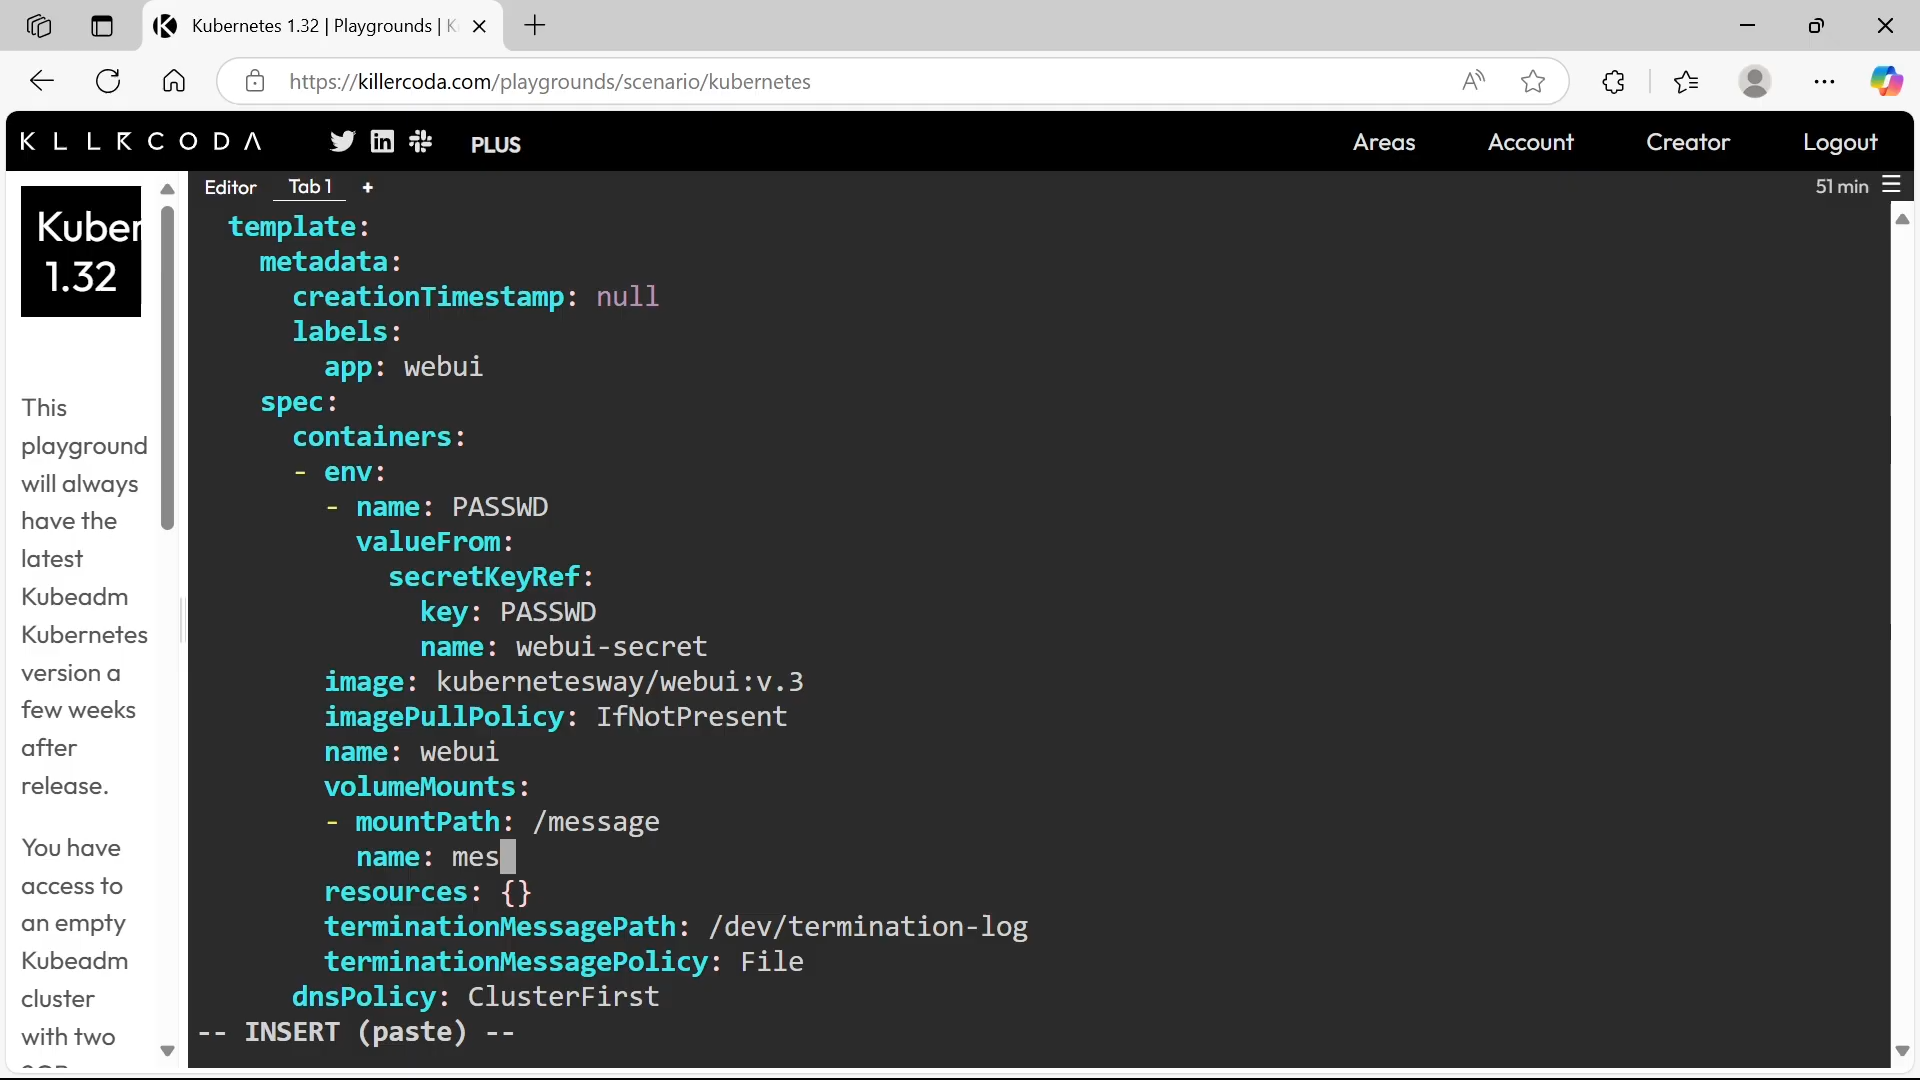 Kubernetes 1.32 | Playgrounds | K
https://killercoda.com/playgrounds/scenario/kubernetes
KILLERCODA
PLUS
Areas
Account
Creator
Logout
Kuber
1.32
This
playground
will always
have the
latest
Kubeadm
Kubernetes
version a
few weeks
after
release.
You have
access to
an empty
Kubeadm
cluster
with two
Editor
Tab 1
+
51 min
template:
metadata:
creationTimestamp: null
labels:
app: webui
spec:
containers:
- env:
- name: PASSWD
valueFrom:
secretKeyRef:
key: PASSWD
name: webui-secret
image: kubernetesway/webui:v.3
imagePullPolicy: IfNotPresent
name: webui
volumeMounts:
- mountPath: /message
name: mes
resources: {}
terminationMessagePath: /dev/termination-log
terminationMessagePolicy: File
dnsPolicy: ClusterFirst
-- INSERT (paste) --